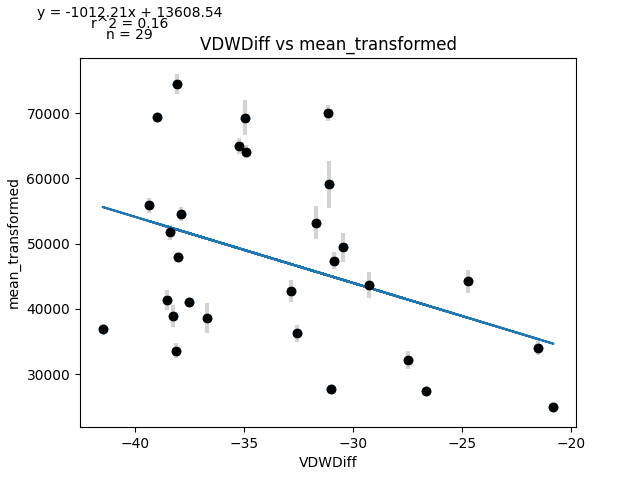 y = -1012.21x + 13608.54
r^2 = 0.16
n = 29
VDWDiff vs mean_transformed
70000
60000
50000
40000
30000
mean_transformed
−40
−35
−30
−25
−20
VDWDiff